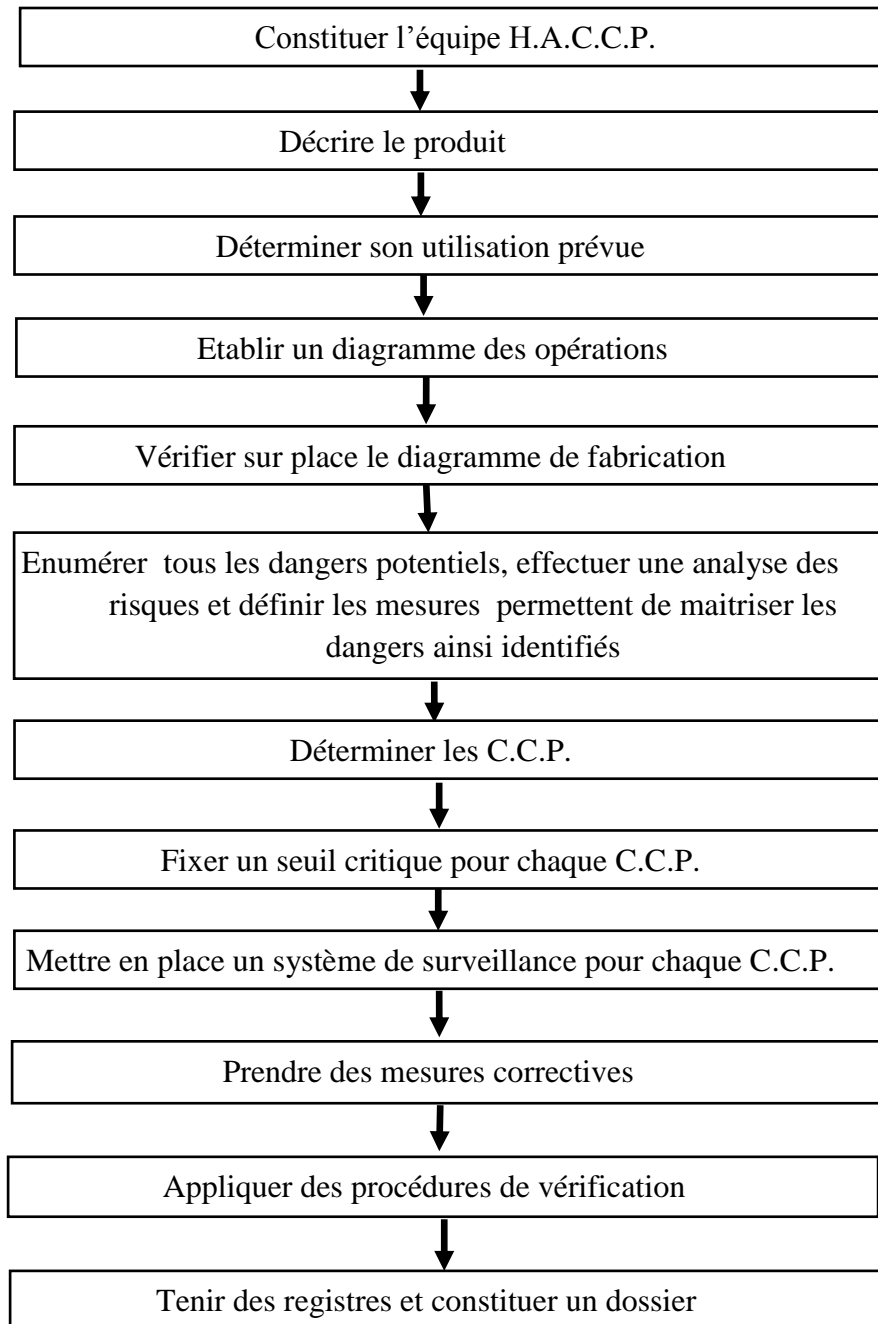 Constituer l’équipe H.A.C.C.P.
Décrire le produit
Déterminer son utilisation prévue
Etablir un diagramme des opérations
Vérifier sur place le diagramme de fabrication
Enumérer tous les dangers potentiels, effectuer une analyse des
risques et définir les mesures permettent de maitriser les
dangers ainsi identifiés
Déterminer les C.C.P.
Fixer un seuil critique pour chaque C.C.P.
Mettre en place un système de surveillance pour chaque C.C.P.
Prendre des mesures correctives
Appliquer des procédures de vérification
Tenir des registres et constituer un dossier